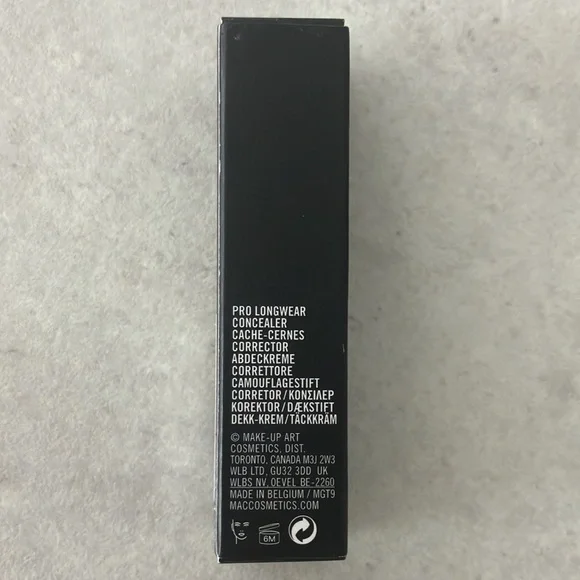 PRO LONGWEAR
CONCEALER
CACHE-CERNES
CORRECTOR
ABDECKREME
CORRETTORE
CAMOUFLAGESTIFT
CORRETOR/ΚΟΝΣΙΛΕΡ
KOREKTOR/DÆKSTIFT
DEKK-KREM/TÄCKKRÄM
© MAKE-UP ART
COSMETICS, DIST.
TORONTO, CANADA M3J 2W3
WLB LTD, GU32 3DD UK
WLBS NV, OEVEL BE-2260
MADE IN BELGIUM / MGT9
MACCOSMETICS.COM
6M